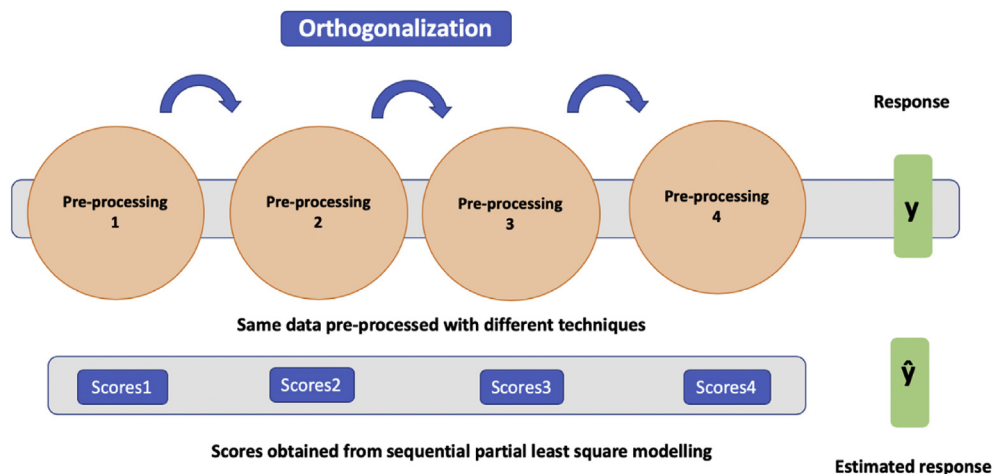 Orthogonalization
Response
Pre-processing
1
Pre-processing
2
Pre-processing
3
Pre-processing
4
y
Same data pre-processed with different techniques
Scores1
Scores2
Scores3
Scores4
ŷ
Scores obtained from sequential partial least square modelling
Estimated response